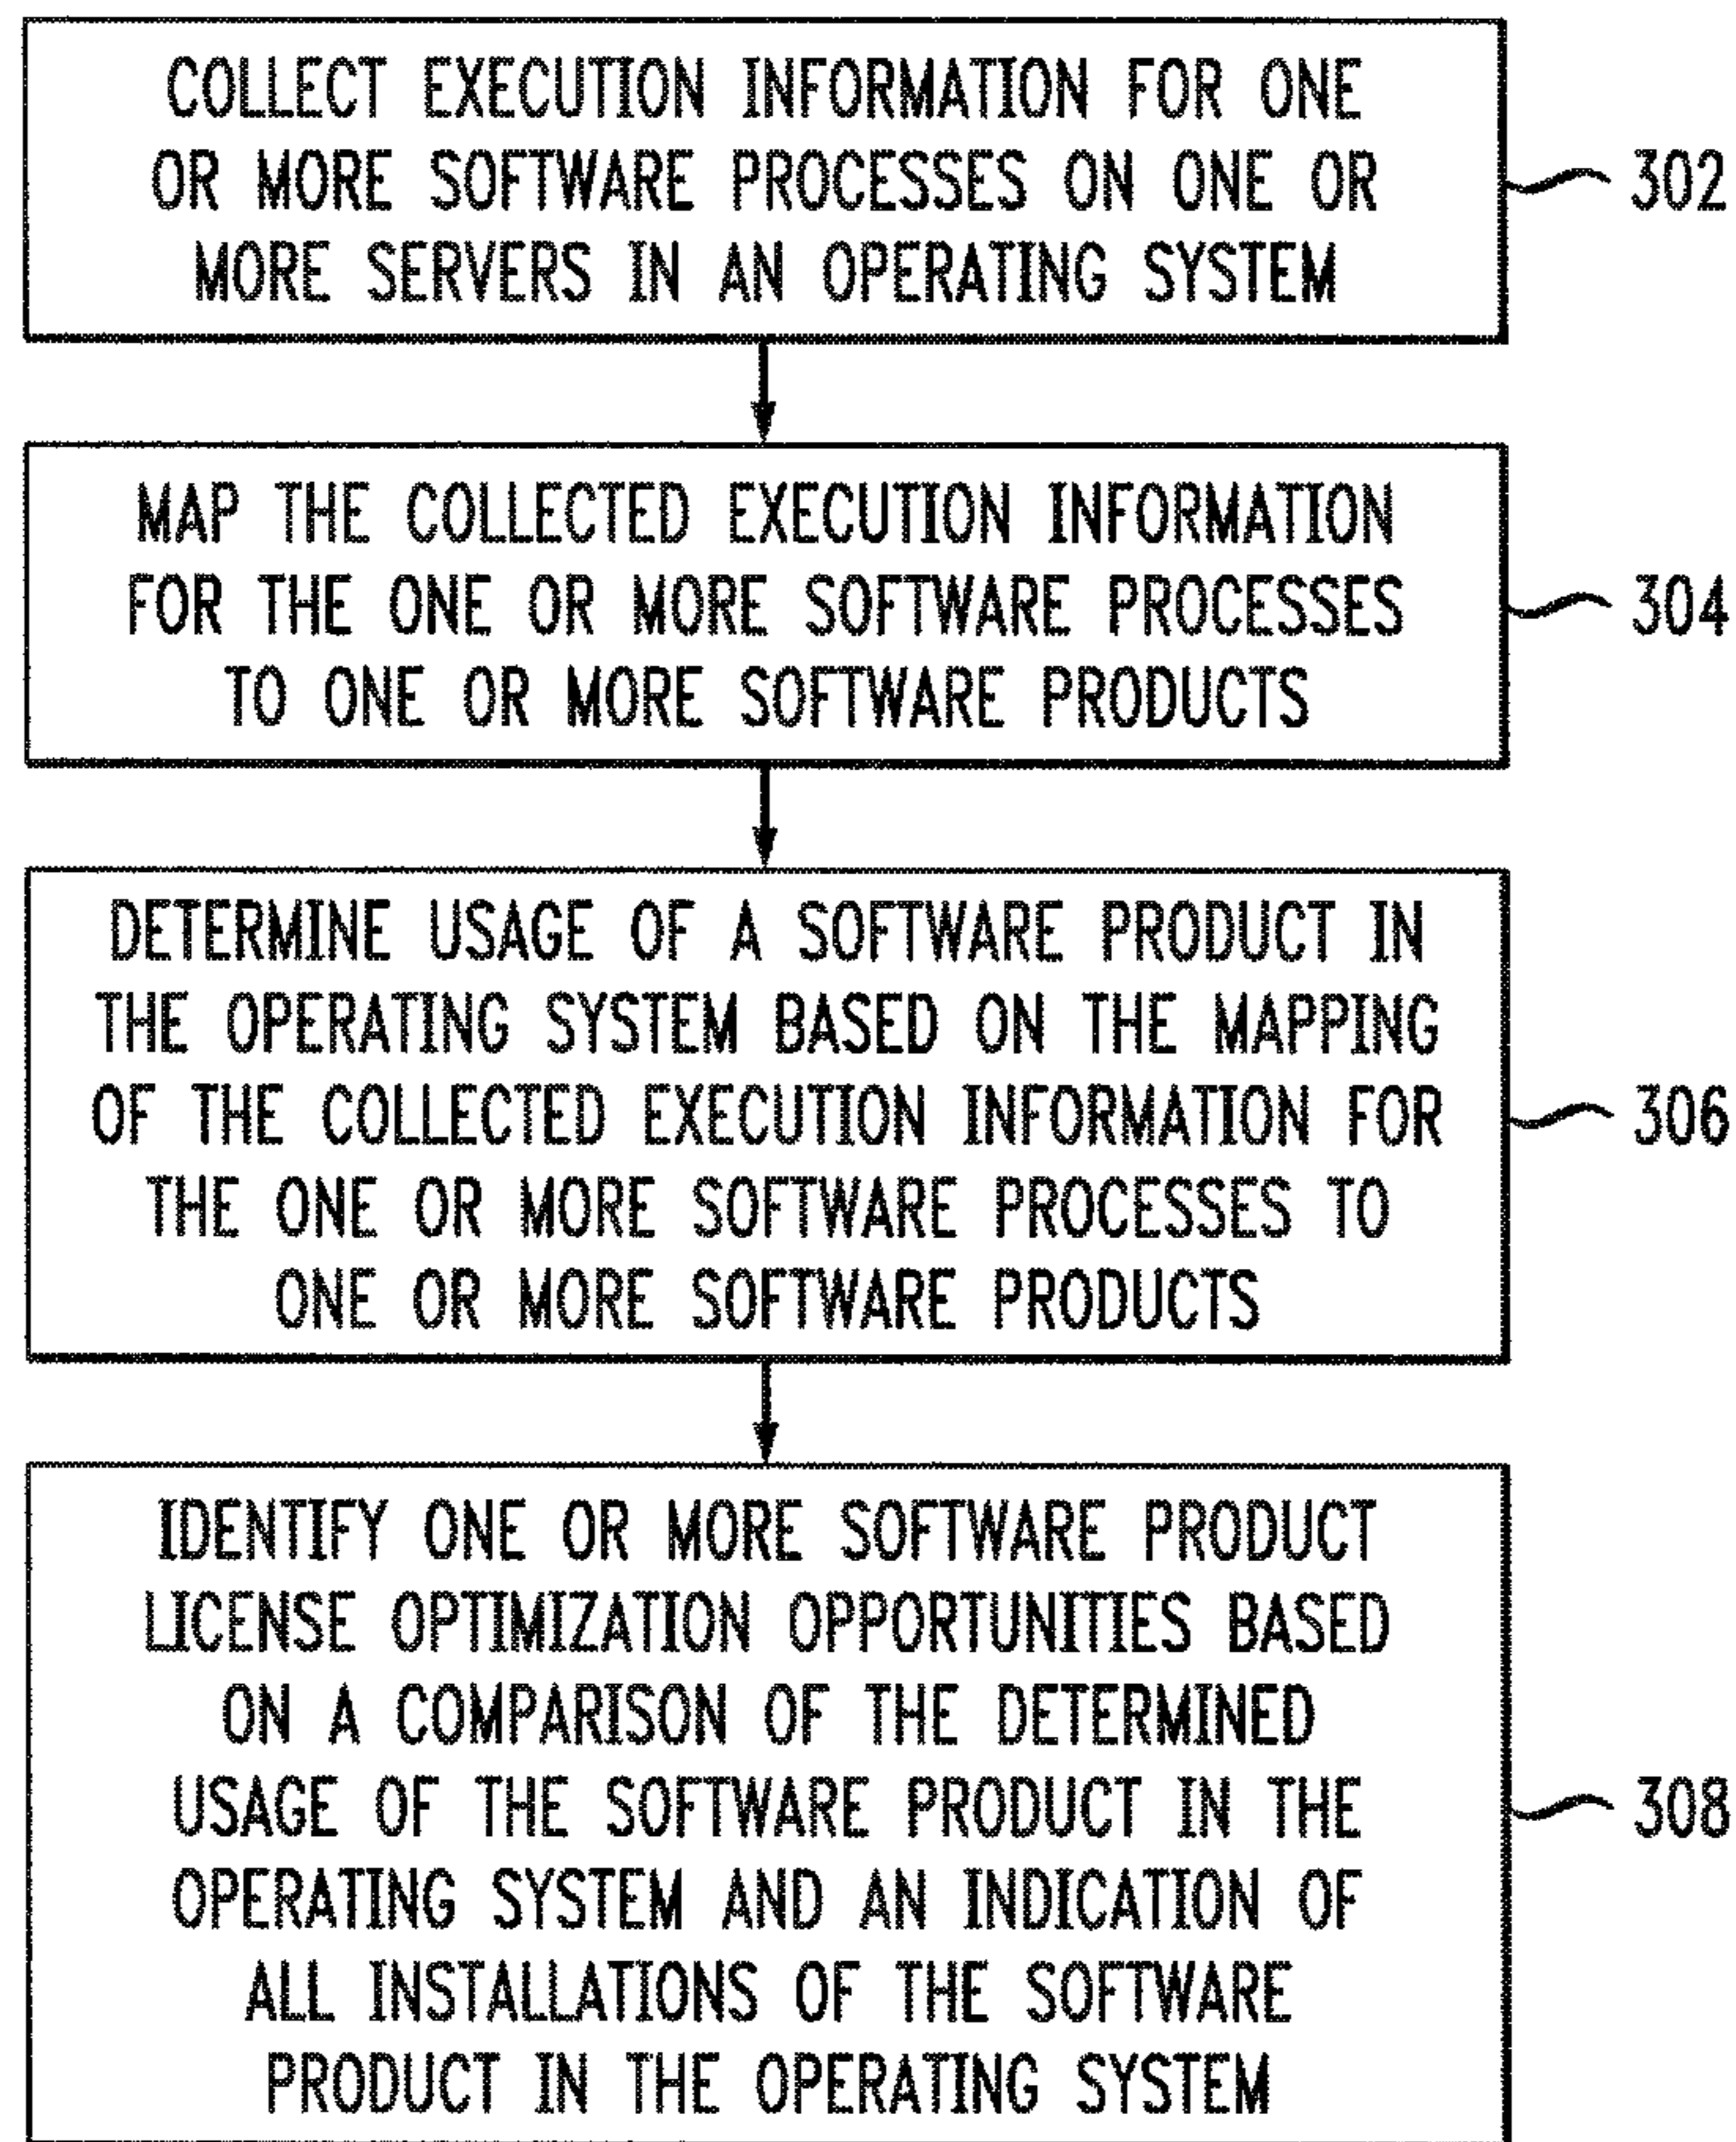 COLLECT EXECUTION INFORMATION FOR ONE
OR MORE SOFTWARE PROCESSES ON ONE OR
MORE SERVERS IN AN OPERATING SYSTEM
302
MAP THE COLLECTED EXECUTION INFORMATION
FOR THE ONE OR MORE SOFTWARE PROCESSES
TO ONE OR MORE SOFTWARE PRODUCTS
304
DETERMINE USAGE OF A SOFTWARE PRODUCT IN
THE OPERATING SYSTEM BASED ON THE MAPPING
OF THE COLLECTED EXECUTION INFORMATION FOR
THE ONE OR MORE SOFTWARE PROCESSES TO
ONE OR MORE SOFTWARE PRODUCTS
306
IDENTIFY ONE OR MORE SOFTWARE PRODUCT
LICENSE OPTIMIZATION OPPORTUNITIES BASED
ON A COMPARISON OF THE DETERMINED
USAGE OF THE SOFTWARE PRODUCT IN THE
OPERATING SYSTEM AND AN INDICATION OF
ALL INSTALLATIONS OF THE SOFTWARE
PRODUCT IN THE OPERATING SYSTEM
308